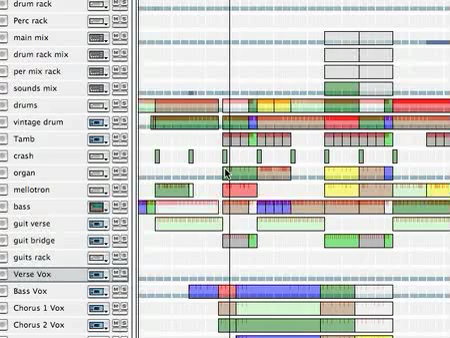 drum rack
Perc rack
main mix
drum rack mix
per mix rack
sounds mix
drums
vintage drum
Tamb
crash
organ
mellotron
bass
guit verse
guit bridge
guits rack
Verse Vox
Bass Vox
Chorus 1 Vox
Chorus 2 Vox